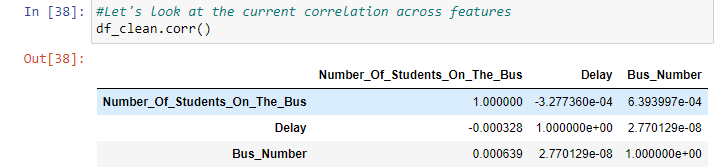 In [38]: #Let's look at the current correlation across features
df_clean.corr()
Out[38]:
Number_Of_Students_On_The_Bus Delay Bus_Number
Number_Of_Students_On_The_Bus 1.000000 -3.277360e-04 6.393997e-04
Delay -0.000328 1.000000e+00 2.770129e-08
Bus_Number 0.000639 2.770129e-08 1.000000e+00